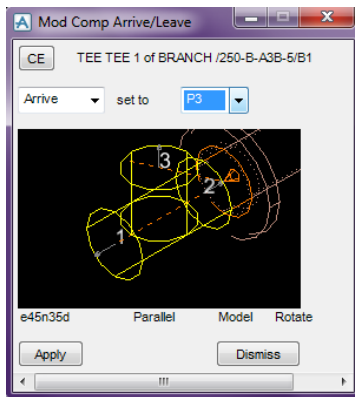 Mod Comp Arrive/Leave
CE TEE TEE 1 of BRANCH /250-B-A3B-5/B1
Arrive set to P3
3
2
1
e45n35d Parallel Model Rotate
Apply Dismiss